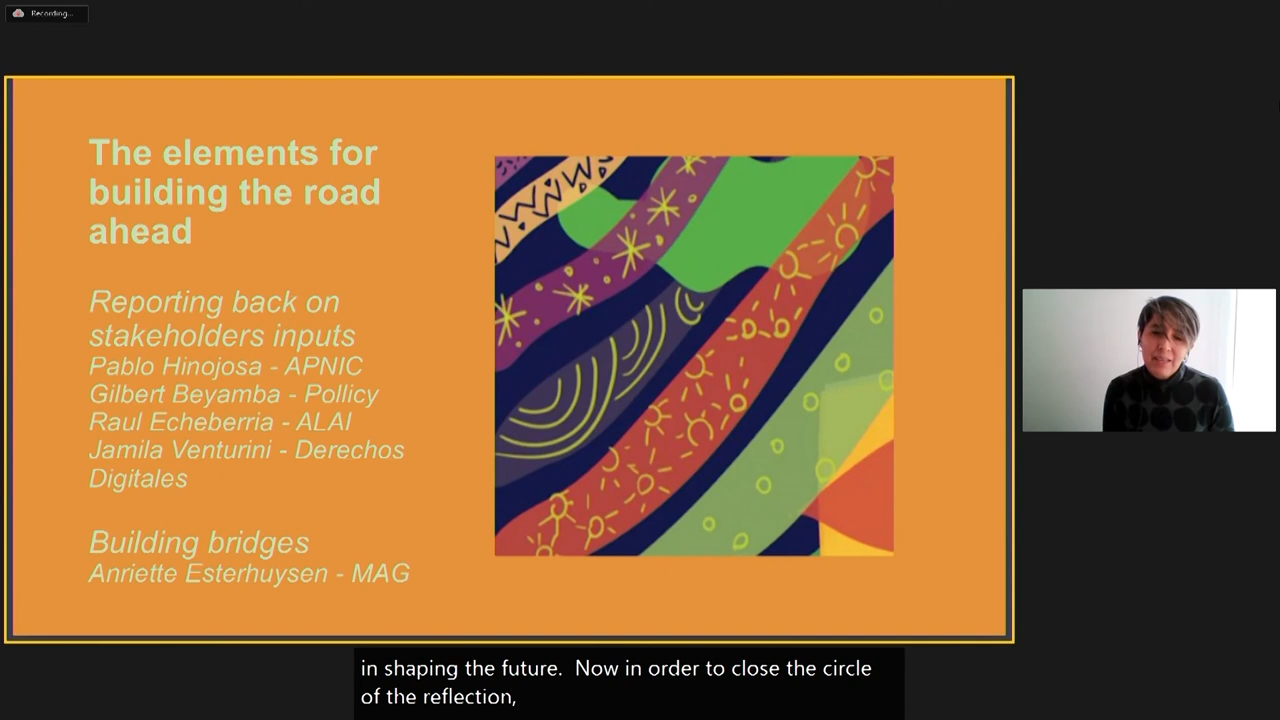 Recording...
The elements for
building the road
ahead
Reporting back on
stakeholders inputs
Pablo Hinojosa - APNIC
Gilbert Beyamba - Pollicy
Raul Echeberria - ALAI
Jamila Venturini - Derechos
Digitales
Building bridges
Anriette Esterhuysen - MAG
in shaping the future.  Now in order to close the circle
of the reflection,